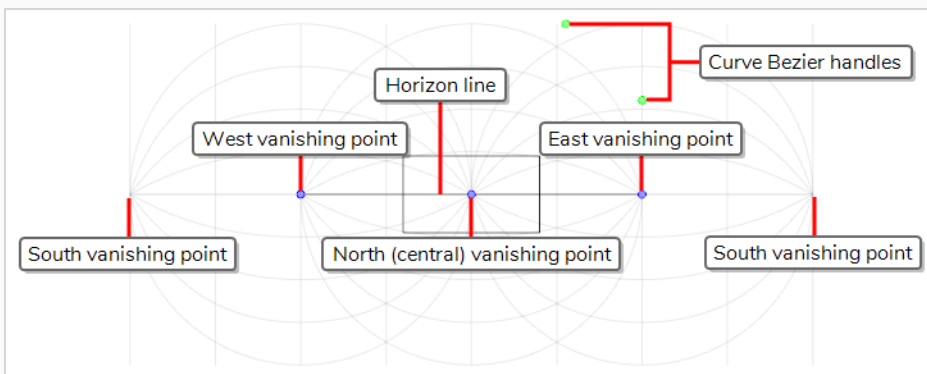 Curve Bezier handles
Horizon line
West vanishing point
East vanishing point
South vanishing point
North (central) vanishing point
South vanishing point